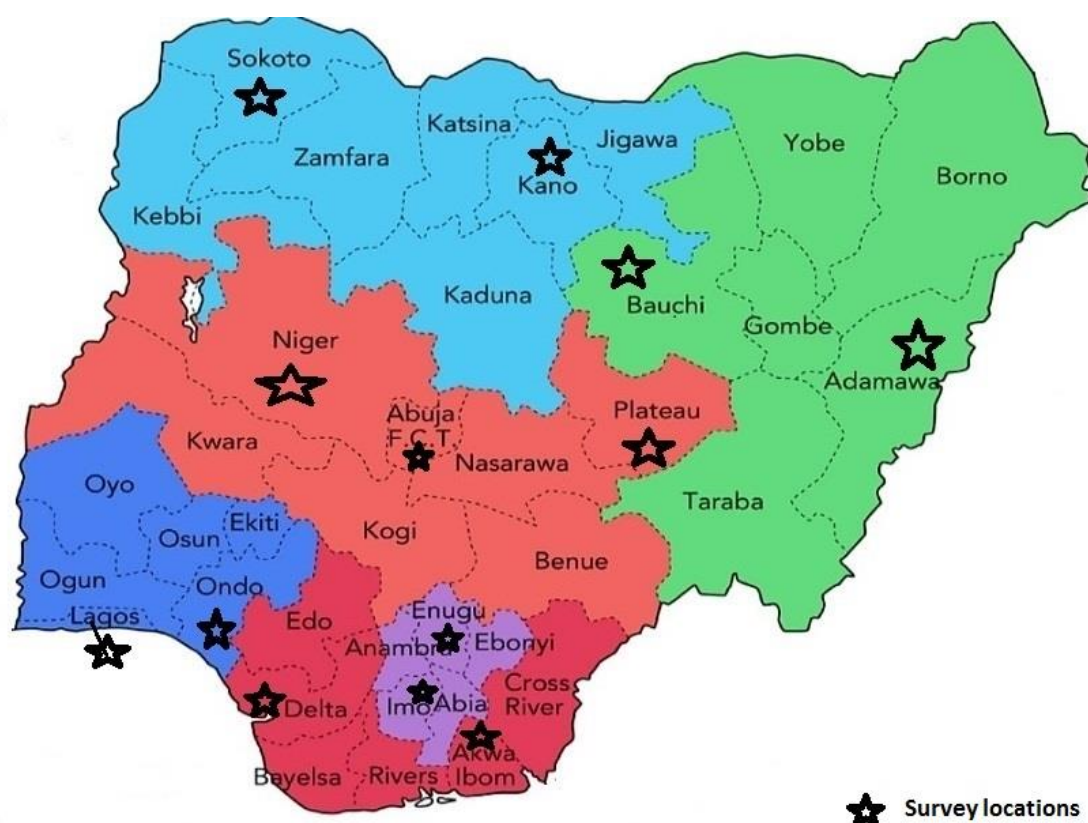 Sokoto
Katsina
Jigawa
Yobe
Zamfara
Kano
Borno
Kebbi
Kaduna
Bauchi
Gombe
Niger
Adamawa
Abuja
F.C.T
Plateau
Kwara
Nasarawa
Oyo
Taraba
Ekiti
Osun
Kogi
Benue
Ogun
Ondo
Lagos
Enugu
Edo
Anambra
Ebonyi
Cross
River
Imo
Abia
Delta
Akwa
Ibom
Bayelsa
Rivers
Survey locations